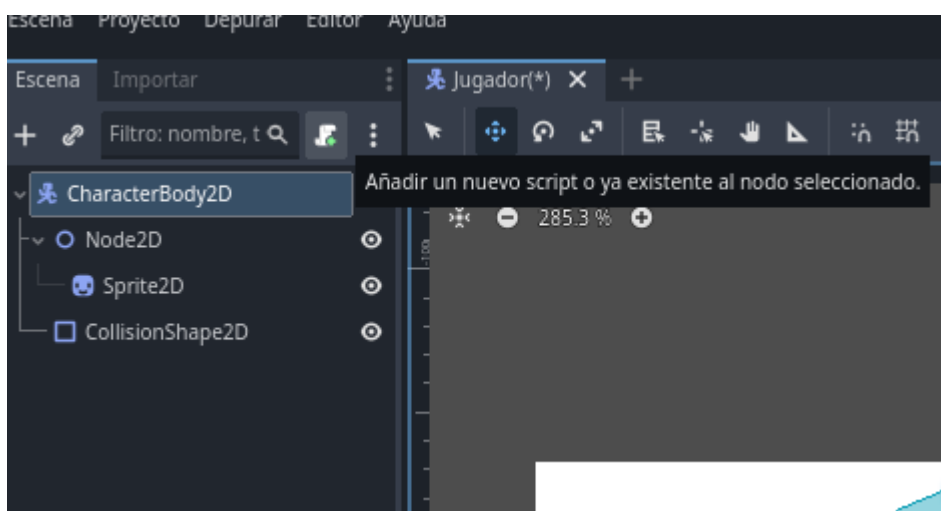 Escena Proyecto Depurar Editor Ayuda
Escena Importar
Jugador(*)
Filtro: nombre, t
Añadir un nuevo script o ya existente al nodo seleccionado.
CharacterBody2D
285.3 %
Node2D
-100
Sprite2D
CollisionShape2D